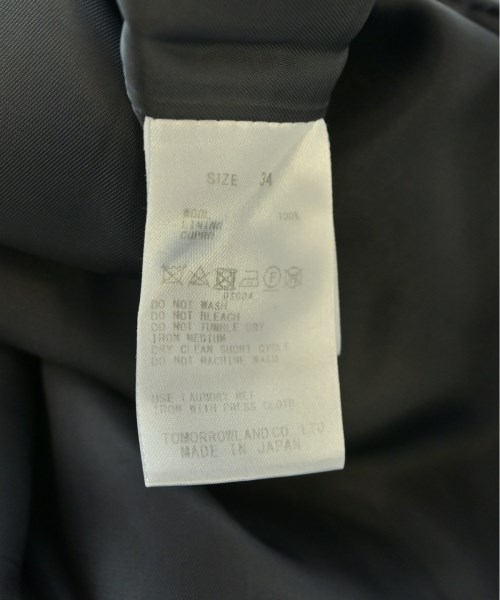 SIZE 34
WOOL 100%
LINING
CUPRO
DO NOT WASH
DO NOT BLEACH
DO NOT TUMBLE DRY
IRON MEDIUM
DRY CLEAN SHORT CYCLE
DO NOT MACHINE WASH
USE LAUNDRY NET
IRON WITH PRESS CLOTH
TOMORROWLAND CO., LTD
MADE IN JAPAN